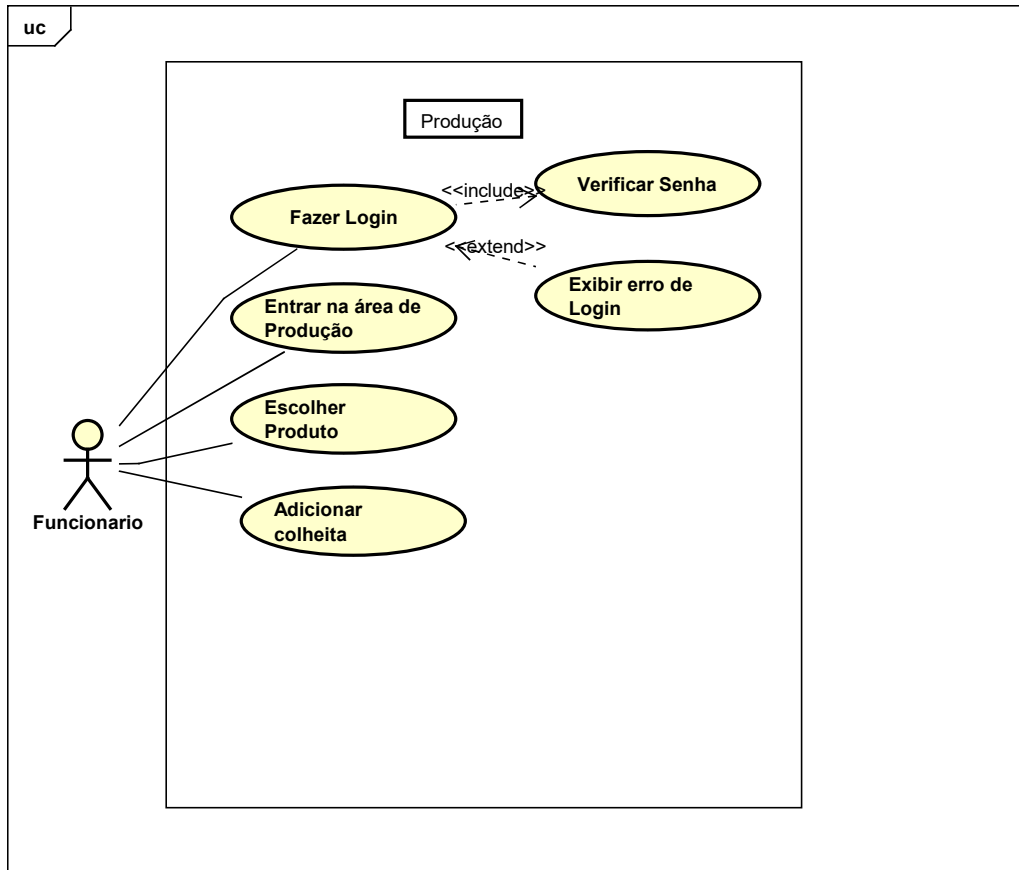 uc
Produção
Fazer Login
<<include>>
Verificar Senha
<<extend>>
Exibir erro de
Login
Entrar na área de
Produção
Escolher
Produto
Adicionar
colheita
Funcionario